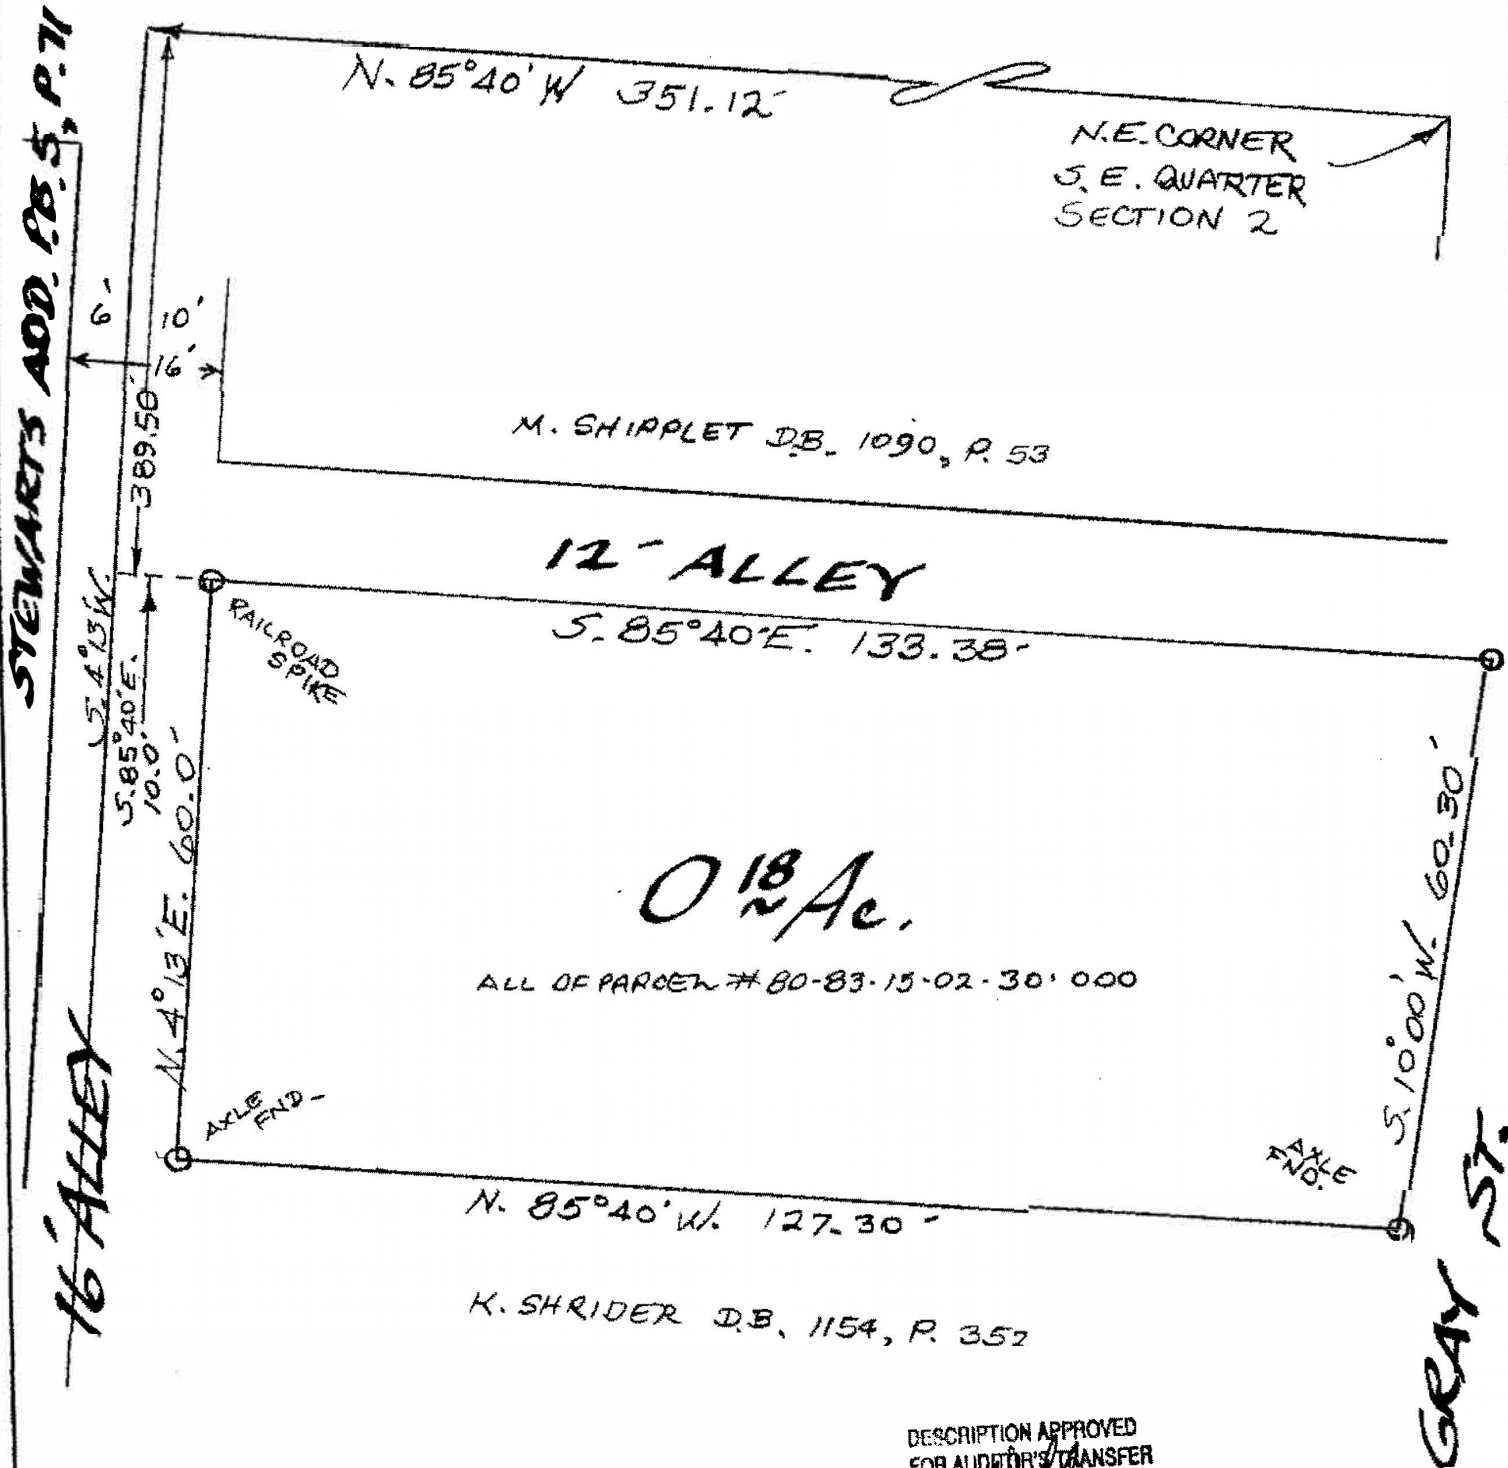 STEWARTS ADD. P.B. 5, P. 71
N. 85°40' W 351.12'
N.E. CORNER
S.E. QUARTER
SECTION 2
6'
10'
16'
389.50'
M. SHIPPLET D.B. 1090, P. 53
12' ALLEY
S. 85°40' E. 133.38'
RAILROAD
SPIKE
S. 4°13' W.
S. 85°40' E.
10.0'
N. 4°13' E. 60.0'
0 18 Ac.
ALL OF PARCEL # 80-83-15-02-30-000
S. 10°00' W. 60.30'
AXLE
FND.
AXLE
FND.
16' ALLEY
N. 85°40' W. 127.30'
K. SHRIDER D.B. 1154, P. 352
GRAY ST.
DESCRIPTION APPROVED
FOR AUDITOR'S TRANSFER